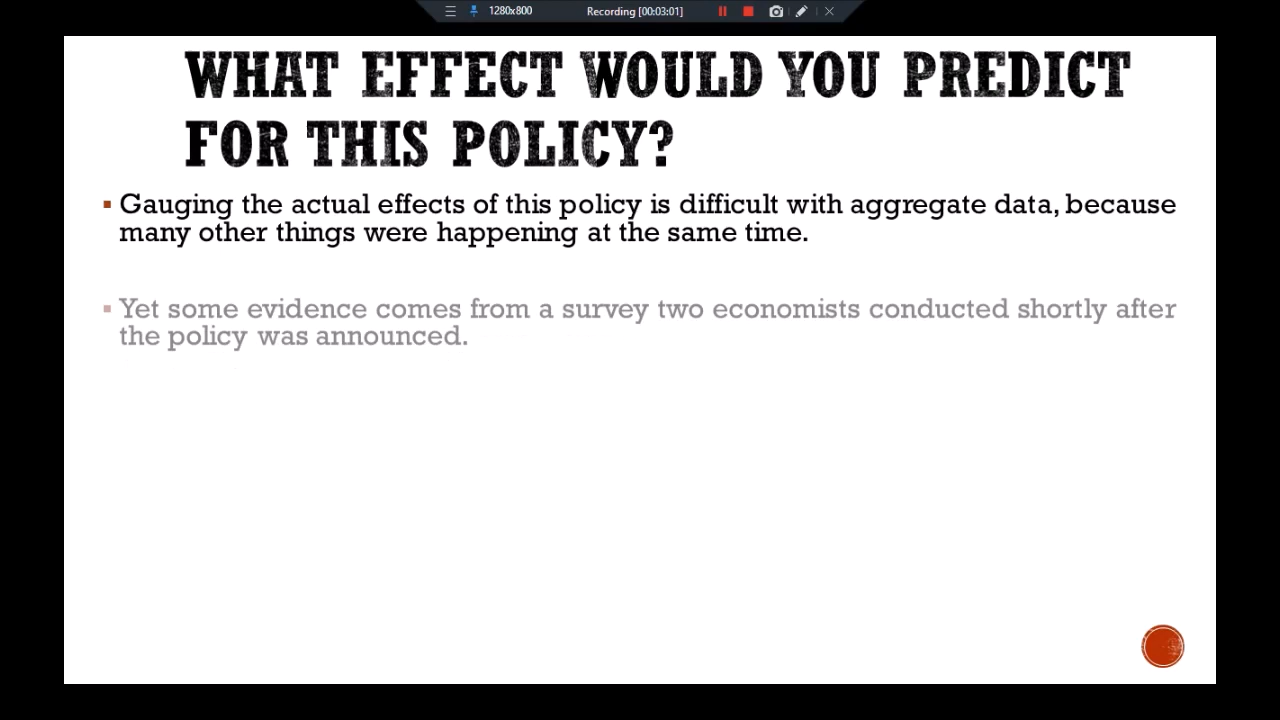 1280x800 Recording [00:03:01]
WHAT EFFECT WOULD YOU PREDICT
FOR THIS POLICY?
▪ Gauging the actual effects of this policy is difficult with aggregate data, because
many other things were happening at the same time.
▪ Yet some evidence comes from a survey two economists conducted shortly after
the policy was announced.